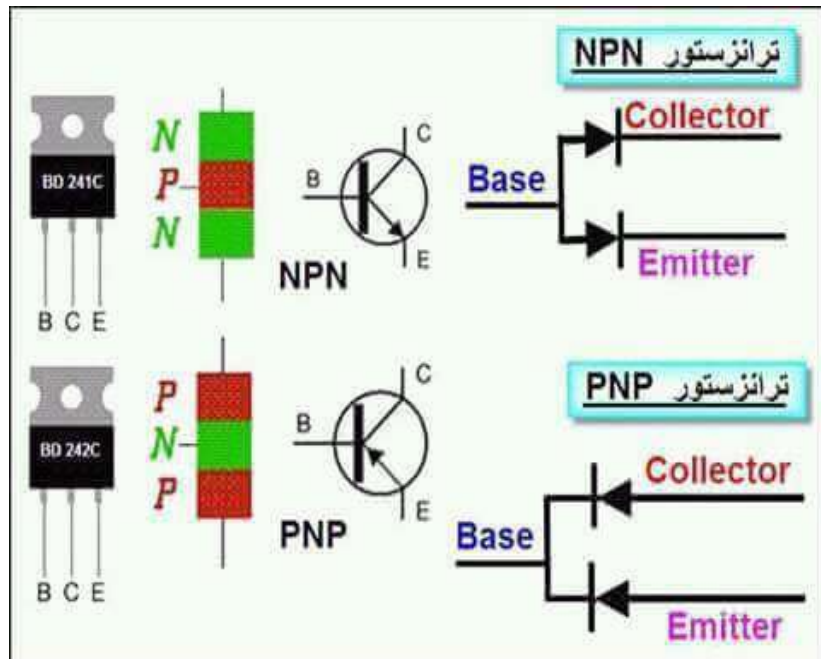 ترانزستور NPN
BD 241C
N
P
N
B
C
E
NPN
Base
Collector
Emitter
B C E
ترانزستور PNP
BD 242C
P
N
P
B
C
E
PNP
Base
Collector
Emitter
B C E